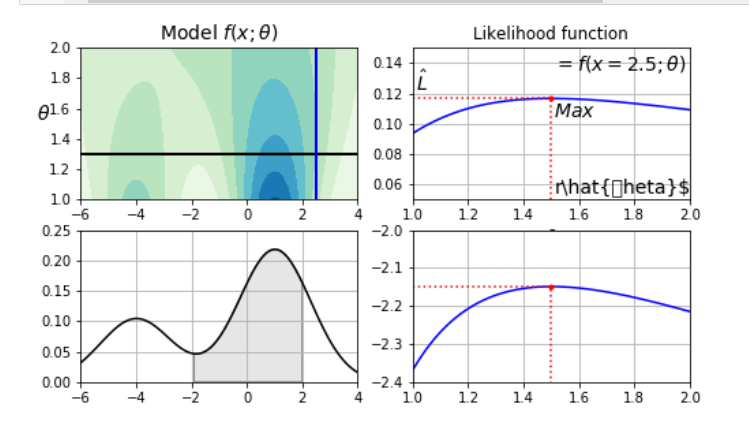 Model f(x; θ)
Likelihood function
2.0
1.8
θ
1.6
1.4
1.2
1.0
−6 −4 −2 0 2 4
0.14
0.12
0.10
0.08
0.06
= f(x = 2.5; θ)
L̂
Max
r\hat{▯heta}$
1.0 1.2 1.4 1.6 1.8 2.0
0.25
0.20
0.15
0.10
0.05
0.00
−6 −4 −2 0 2 4
−2.0
−2.1
−2.2
−2.3
−2.4
1.0 1.2 1.4 1.6 1.8 2.0